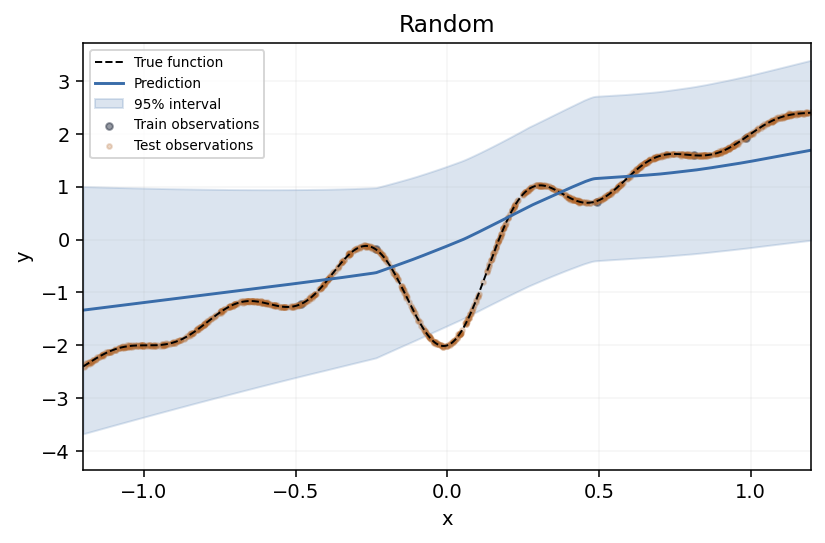 Random
True function
Prediction
95% interval
Train observations
Test observations
3
2
1
0
−1
−2
−3
−4
y
−1.0
−0.5
0.0
0.5
1.0
x